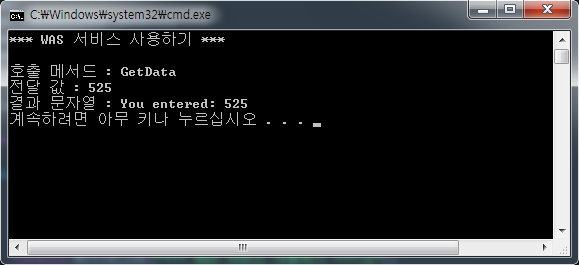 C:₩Windows₩system32₩cmd.exe
*** WAS 서비스 사용하기 ***
호출 메서드 : GetData
전달 값 : 525
결과 문자열 : You entered: 525
계속하려면 아무 키나 누르십시오 . . .